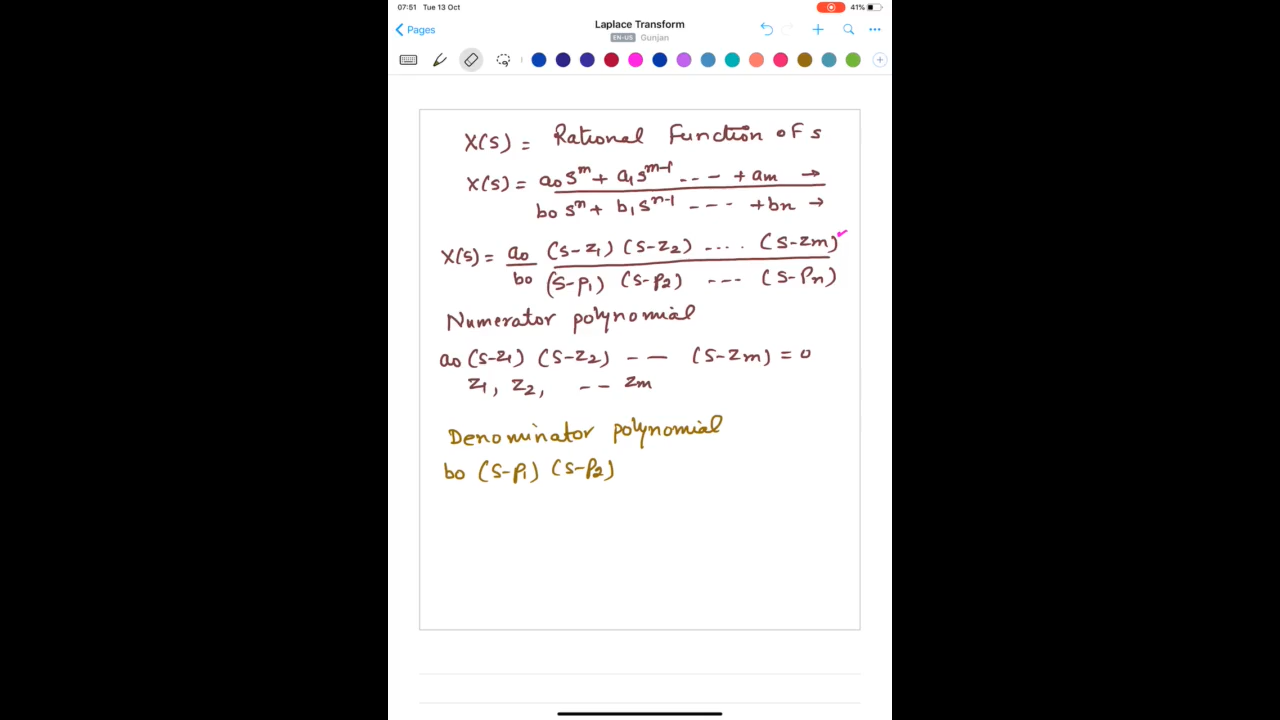 07:51 Tue 13 Oct
41%
Laplace Transform
Pages
EN-US Gunjan
X(s) = Rational Function of s
X(s) = a0 s^m + a1 s^m-1 ---- + am →
b0 s^n + b1 s^n-1 ---- + bn →
X(s) = a0 (s-z1) (s-z2) ---- (s-zm)
b0 (s-p1) (s-p2) --- (s-pn)
Numerator polynomial
a0 (s-z1) (s-z2) -- (s-zm) = 0
z1, z2, -- zm
Denominator polynomial
b0 (s-p1) (s-p2)